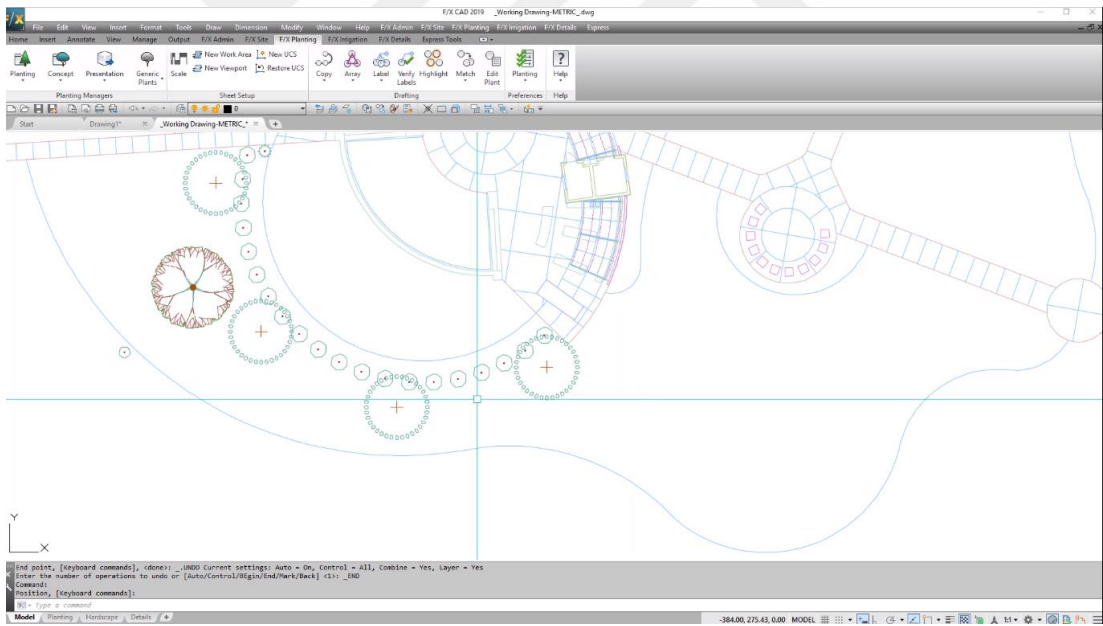 F/X CAD 2019 _Working Drawing-METRIC_.dwg
File Edit View Insert Format Tools Draw Dimension Modify Window Help F/X Admin F/X Site F/X Planting F/X Irrigation F/X Details Express
Home Insert Annotate View Manage Output F/X Admin F/X Site F/X Planting F/X Irrigation F/X Details Express Tools
New Work Area New UCS
New Viewport Restore UCS
Planting Concept Presentation Generic Plants Scale Copy Array Label Verify Labels Highlight Match Edit Plant Planting Help
Planting Managers Sheet Setup Drafting Preferences Help
0
Start Drawing1* _Working Drawing-METRIC_*
Y
X
End point, [Keyboard commands], <done>: _.UNDO Current settings: Auto = On, Control = All, Combine = Yes, Layer = Yes
Enter the number of operations to undo or [Auto/Control/BEgin/End/Mark/Back] <1>: _END
Command:
Position, [Keyboard commands]:
Type a command
Model Planting Hardscape Details + -384.00, 275.43, 0.00 MODEL 1:1